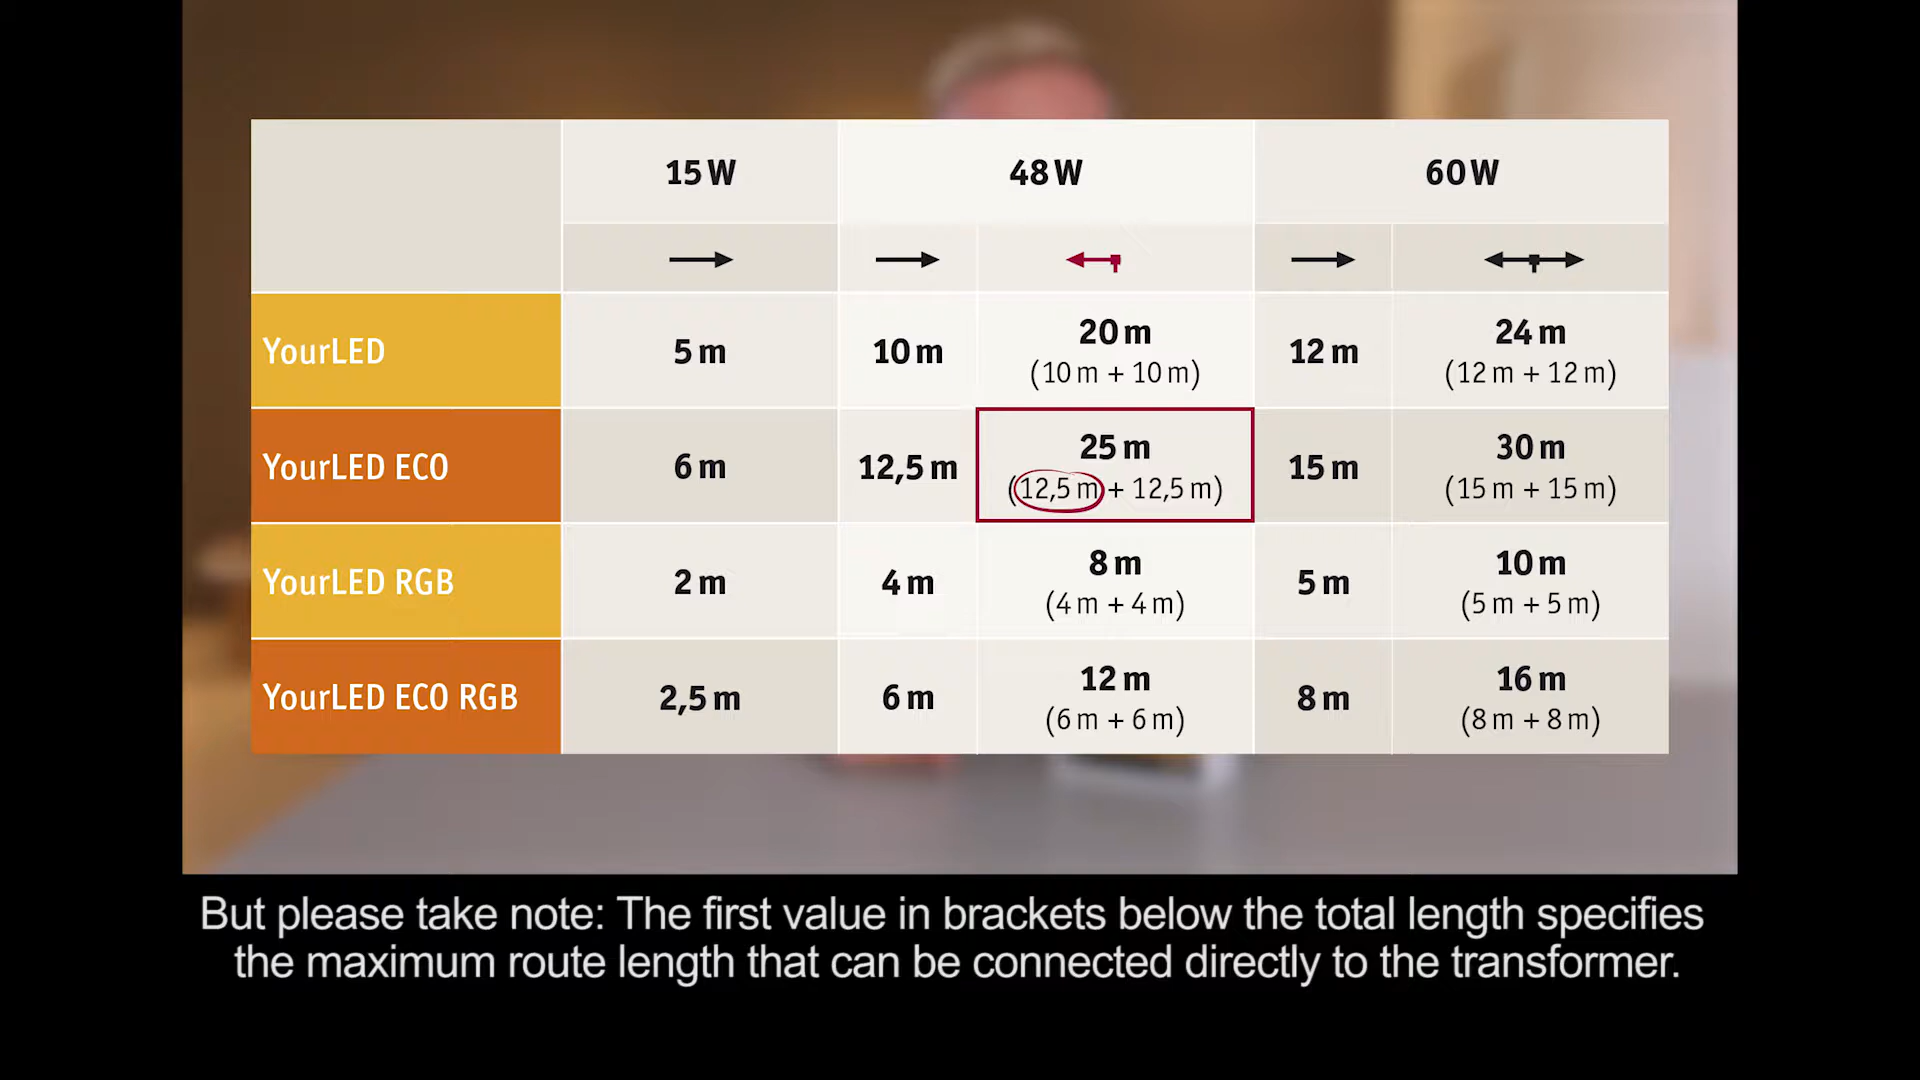 15 W 48 W 60 W
YourLED 5 m 10 m 20 m (10 m + 10 m) 12 m 24 m (12 m + 12 m)
YourLED ECO 6 m 12,5 m 25 m (12,5 m + 12,5 m) 15 m 30 m (15 m + 15 m)
YourLED RGB 2 m 4 m 8 m (4 m + 4 m) 5 m 10 m (5 m + 5 m)
YourLED ECO RGB 2,5 m 6 m 12 m (6 m + 6 m) 8 m 16 m (8 m + 8 m)
But please take note: The first value in brackets below the total length specifies
the maximum route length that can be connected directly to the transformer.